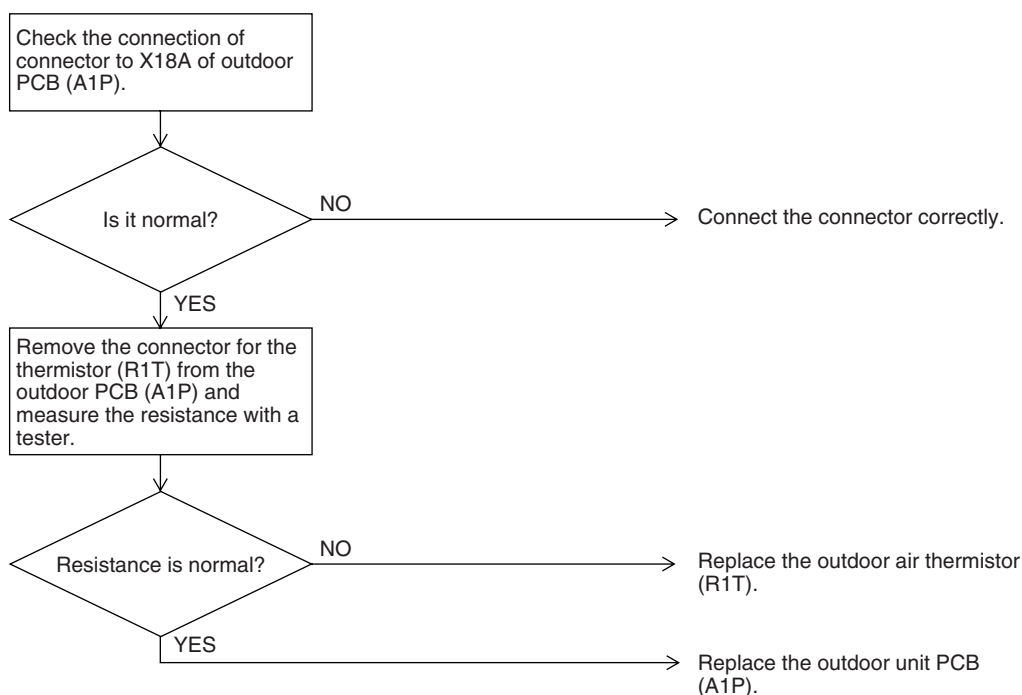 Check the connection of
connector to X18A of outdoor
PCB (A1P).
Is it normal?
NO
Connect the connector correctly.
YES
Remove the connector for the
thermistor (R1T) from the
outdoor PCB (A1P) and
measure the resistance with a
tester.
Resistance is normal?
NO
Replace the outdoor air thermistor
(R1T).
YES
Replace the outdoor unit PCB
(A1P).